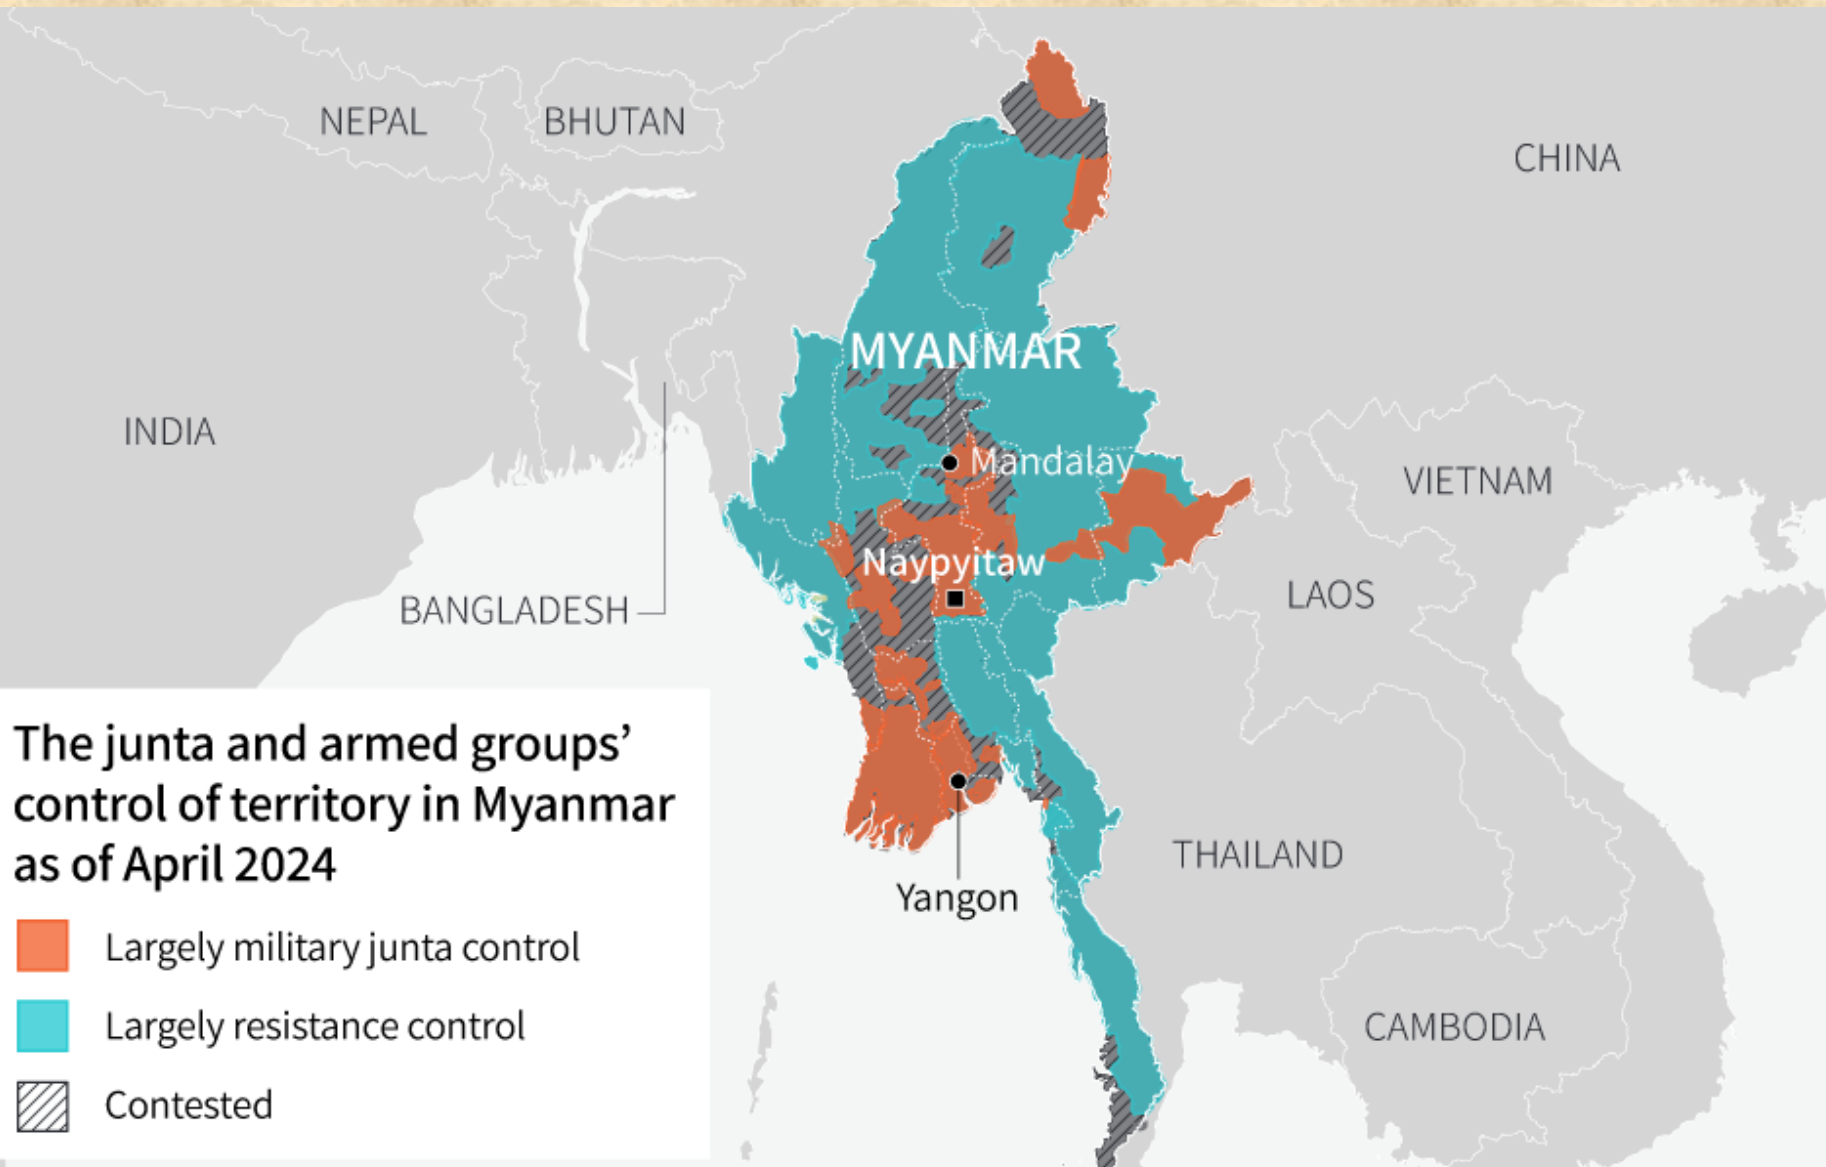 NEPAL
BHUTAN
CHINA
MYANMAR
INDIA
Mandalay
VIETNAM
Naypyitaw
LAOS
BANGLADESH
The junta and armed groups’
control of territory in Myanmar
as of April 2024
THAILAND
Yangon
Largely military junta control
Largely resistance control
CAMBODIA
Contested